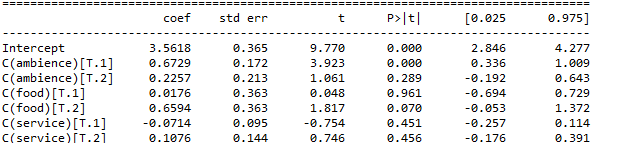 ==============================================================================
coef std err t P>|t| [0.025 0.975]
------------------------------------------------------------------------------
Intercept 3.5618 0.365 9.770 0.000 2.846 4.277
C(ambience)[T.1] 0.6729 0.172 3.923 0.000 0.336 1.009
C(ambience)[T.2] 0.2257 0.213 1.061 0.289 -0.192 0.643
C(food)[T.1] 0.0176 0.363 0.048 0.961 -0.694 0.729
C(food)[T.2] 0.6594 0.363 1.817 0.070 -0.053 1.372
C(service)[T.1] -0.0714 0.095 -0.754 0.451 -0.257 0.114
C(service)[T.2] 0.1076 0.144 0.746 0.456 -0.176 0.391